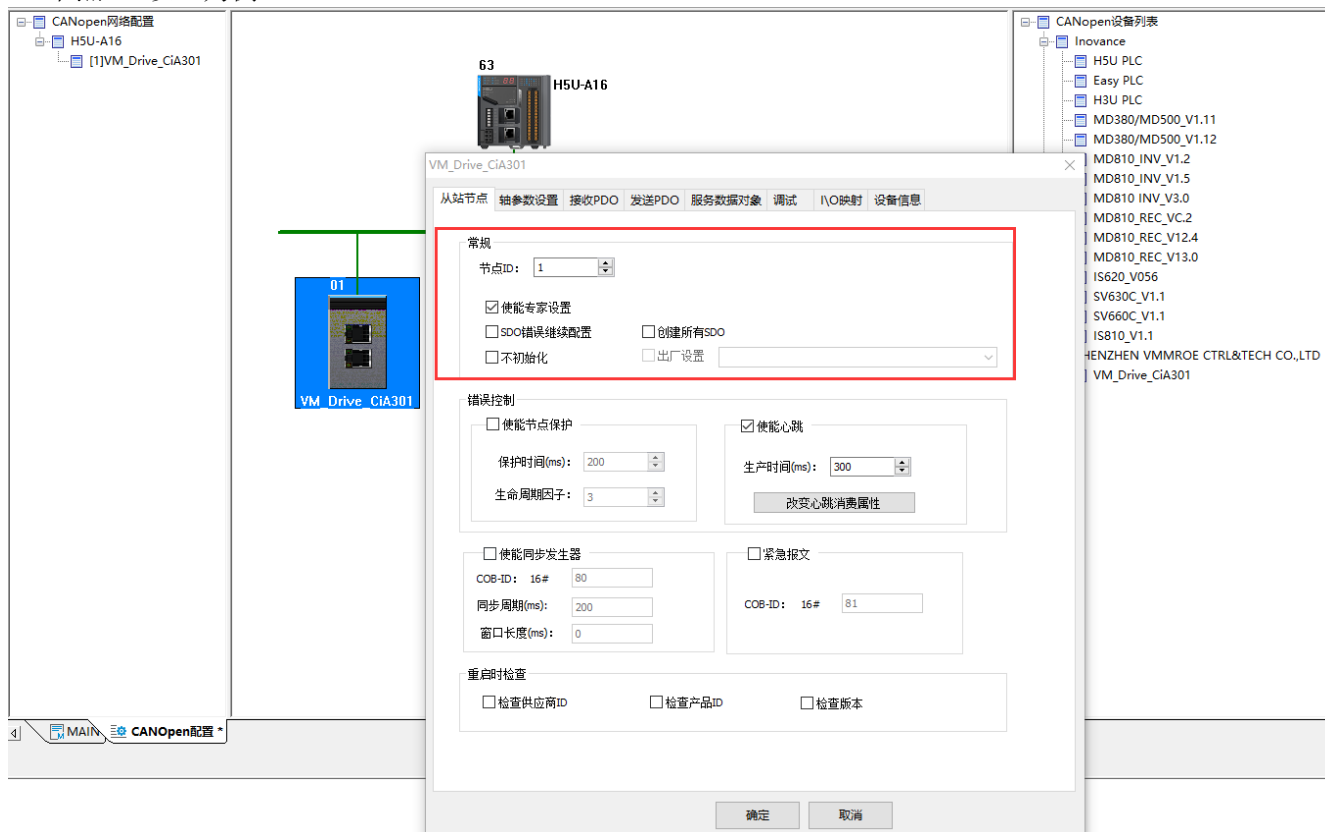 CANopen网络配置
H5U-A16
[1]VM_Drive_CiA301
63
H5U-A16
01
VM_Drive_CiA301
CANopen设备列表
Inovance
H5U PLC
Easy PLC
H3U PLC
MD380/MD500_V1.11
MD380/MD500_V1.12
MD810_INV_V1.2
MD810_INV_V1.5
MD810 INV_V3.0
MD810_REC_VC.2
MD810_REC_V12.4
MD810_REC_V13.0
IS620_V056
SV630C_V1.1
SV660C_V1.1
IS810_V1.1
HENZHEN VMMROE CTRL&TECH CO.,LTD
VM_Drive_CiA301
VM_Drive_CiA301
从站节点 轴参数设置 接收PDO 发送PDO 服务数据对象 调试 I\O映射 设备信息
常规
节点ID: 1
使能专家设置
SDO错误继续配置 创建所有SDO
不初始化 出厂设置
错误控制
使能节点保护 使能心跳
保护时间(ms): 200 生产时间(ms): 300
生命周期因子: 3 改变心跳消费属性
使能同步发生器 紧急报文
COB-ID: 16# 80
同步周期(ms): 200 COB-ID: 16# 81
窗口长度(ms): 0
重启时检查
检查供应商ID 检查产品ID 检查版本
MAIN CANOpen配置 *
确定 取消